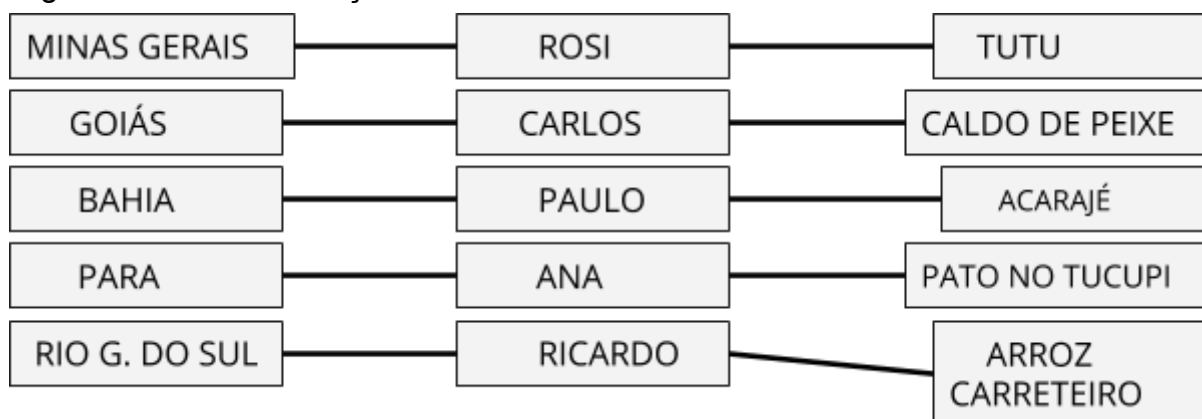 MINAS GERAIS ROSI TUTU
GOIÁS CARLOS CALDO DE PEIXE
BAHIA PAULO ACARAJÉ
PARA ANA PATO NO TUCUPI
RIO G. DO SUL RICARDO ARROZ
CARRETEIRO